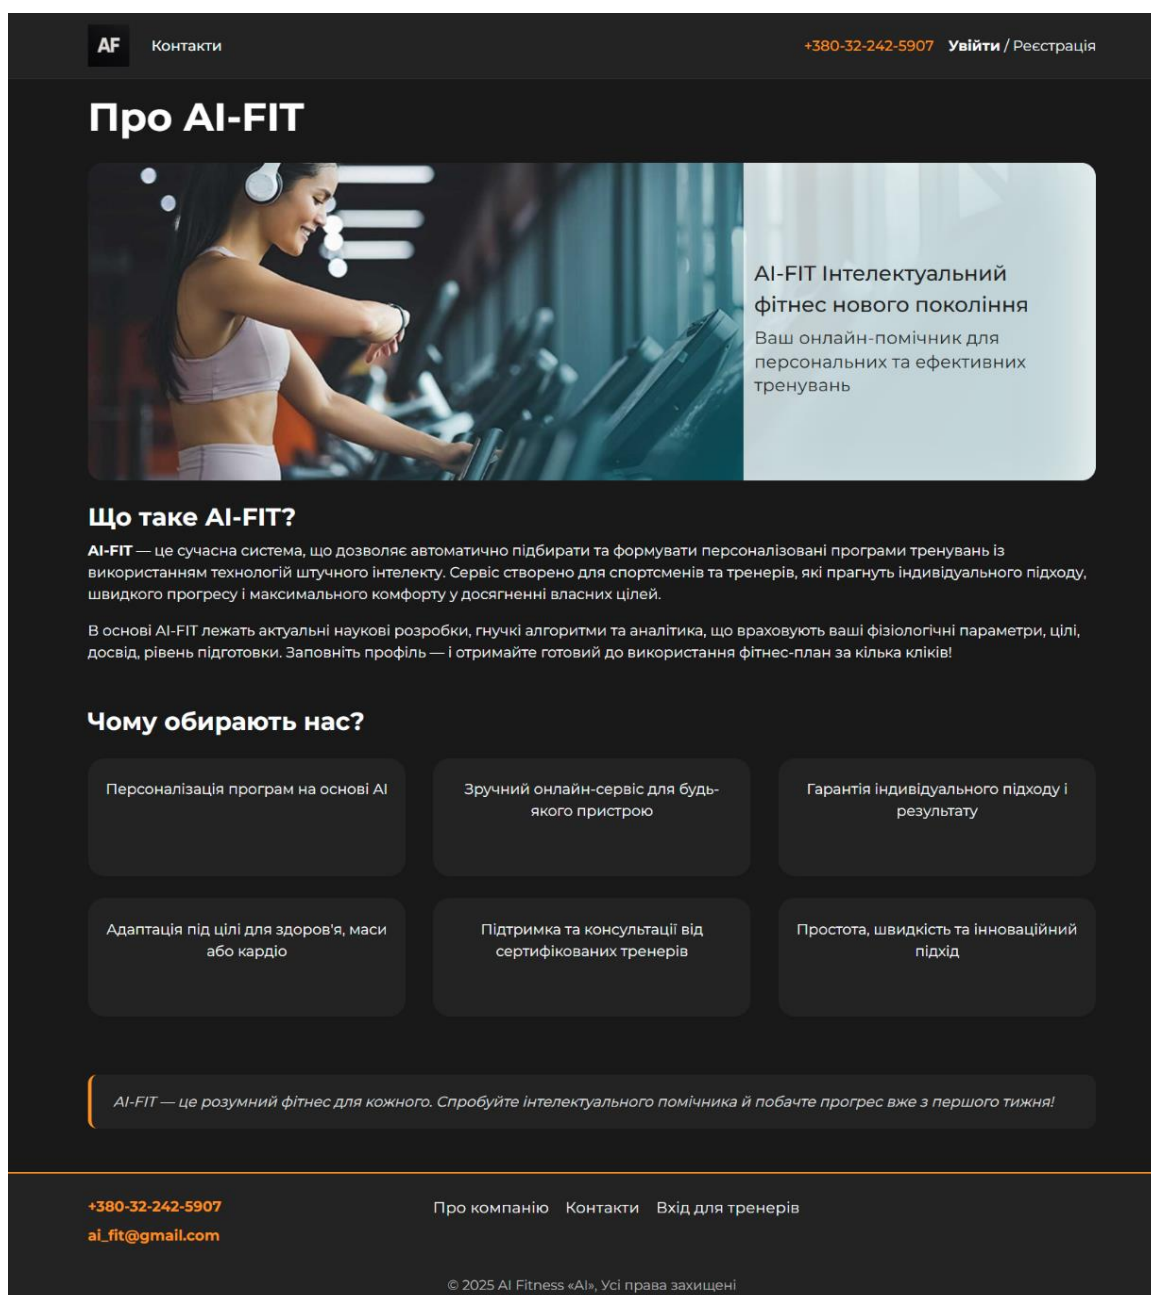 AF
Контакти
+380-32-242-5907 Увійти / Реєстрація
Про AI-FIT
AI-FIT Інтелектуальний
фітнес нового покоління
Ваш онлайн-помічник для
персональних та ефективних
тренувань
Що таке AI-FIT?
AI-FIT — це сучасна система, що дозволяє автоматично підбирати та формувати персоналізовані програми тренувань із
використанням технологій штучного інтелекту. Сервіс створено для спортсменів та тренерів, які прагнуть індивідуального підходу,
швидкого прогресу і максимального комфорту у досягненні власних цілей.
В основі AI-FIT лежать актуальні наукові розробки, гнучкі алгоритми та аналітика, що враховують ваші фізіологічні параметри, цілі,
досвід, рівень підготовки. Заповніть профіль — і отримайте готовий до використання фітнес-план за кілька кліків!
Чому обирають нас?
Персоналізація програм на основі AI
Зручний онлайн-сервіс для будь-
якого пристрою
Гарантія індивідуального підходу і
результату
Адаптація під цілі для здоров'я, маси
або кардіо
Підтримка та консультації від
сертифікованих тренерів
Простота, швидкість та інноваційний
підхід
AI-FIT — це розумний фітнес для кожного. Спробуйте інтелектуального помічника й побачте прогрес вже з першого тижня!
+380-32-242-5907
ai_fit@gmail.com
Про компанію Контакти Вхід для тренерів
© 2025 AI Fitness «AI», Усі права захищені